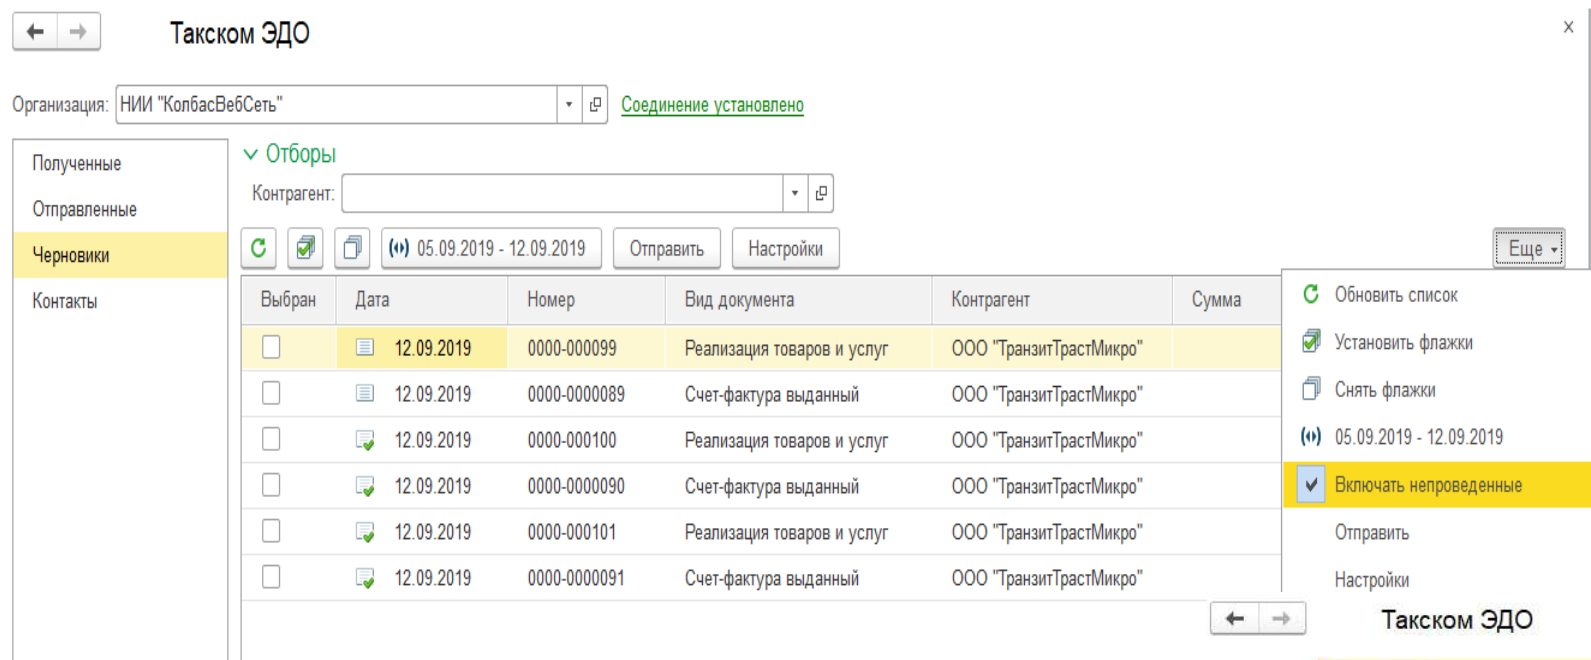 Такском ЭДО
Организация: НИИ "КолбасВебСеть" Соединение установлено
Полученные
Отправленные
Черновики
Контакты
Отборы
Контрагент:
05.09.2019 - 12.09.2019 Отправить Настройки Еще
Выбран Дата Номер Вид документа Контрагент Сумма
12.09.2019 0000-000099 Реализация товаров и услуг ООО "ТранзитТрастМикро"
12.09.2019 0000-0000089 Счет-фактура выданный ООО "ТранзитТрастМикро"
12.09.2019 0000-000100 Реализация товаров и услуг ООО "ТранзитТрастМикро"
12.09.2019 0000-0000090 Счет-фактура выданный ООО "ТранзитТрастМикро"
12.09.2019 0000-000101 Реализация товаров и услуг ООО "ТранзитТрастМикро"
12.09.2019 0000-0000091 Счет-фактура выданный ООО "ТранзитТрастМикро"
Обновить список
Установить флажки
Снять флажки
05.09.2019 - 12.09.2019
Включать непроведенные
Отправить
Настройки
Такском ЭДО